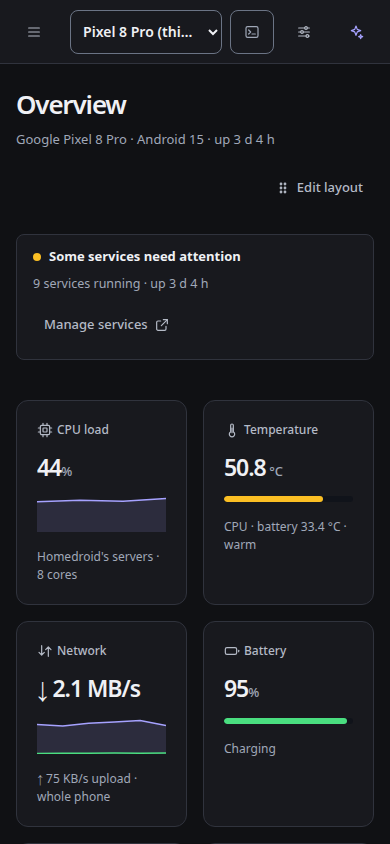 Pixel 8 Pro (thi...
Overview
Google Pixel 8 Pro · Android 15 · up 3 d 4 h
Edit layout
Some services need attention
9 services running · up 3 d 4 h
Manage services
CPU load
44%
Homedroid's servers ·
8 cores
Temperature
50.8 °C
CPU · battery 33.4 °C ·
warm
Network
↓ 2.1 MB/s
↑ 75 KB/s upload ·
whole phone
Battery
95%
Charging